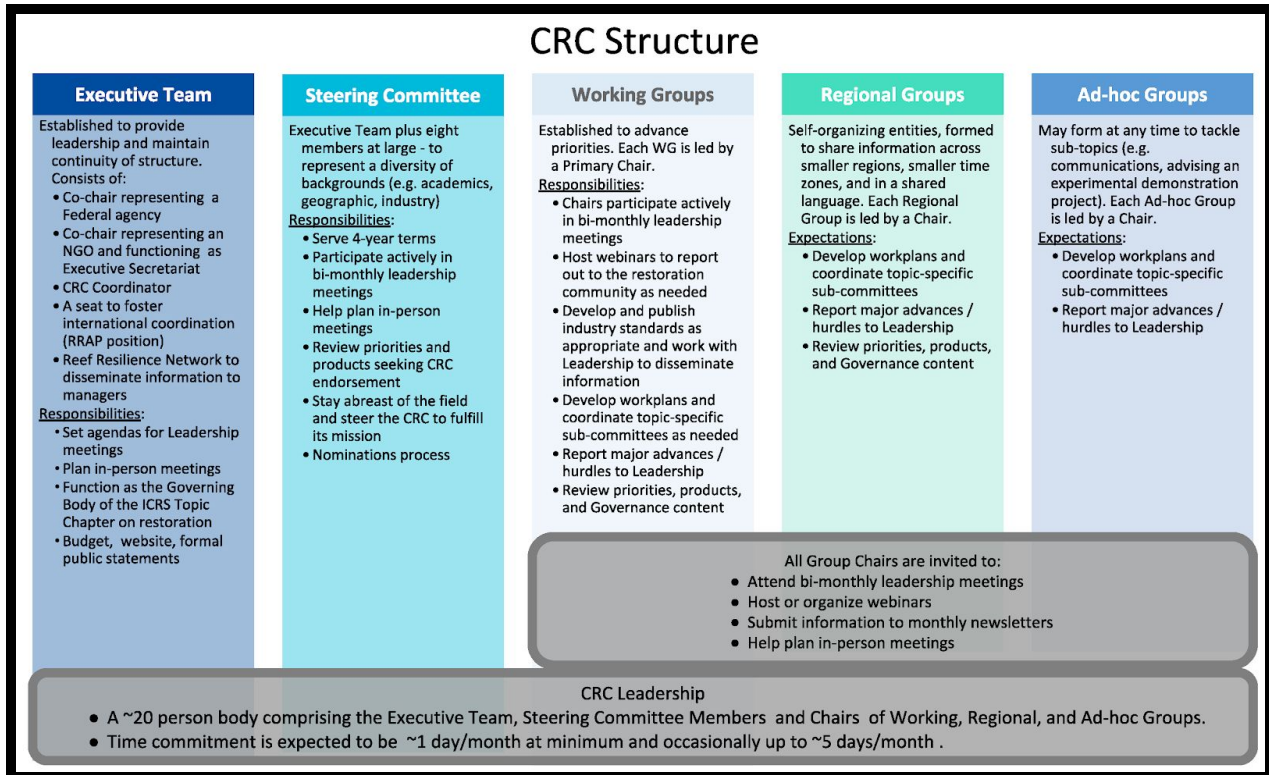 CRC Structure
Executive Team
Established to provide
leadership and maintain
continuity of structure.
Consists of:
• Co-chair representing a
Federal agency
• Co-chair representing an
NGO and functioning as
Executive Secretariat
• CRC Coordinator
• A seat to foster
international coordination
(RRAP position)
• Reef Resilience Network to
disseminate information to
managers
Responsibilities:
• Set agendas for Leadership
meetings
• Plan in-person meetings
• Function as the Governing
Body of the ICRS Topic
Chapter on restoration
• Budget, website, formal
public statements
Steering Committee
Executive Team plus eight
members at large - to
represent a diversity of
backgrounds (e.g. academics,
geographic, industry)
Responsibilities:
• Serve 4-year terms
• Participate actively in
bi-monthly leadership
meetings
• Help plan in-person
meetings
• Review priorities and
products seeking CRC
endorsement
• Stay abreast of the field
and steer the CRC to fulfill
its mission
• Nominations process
Working Groups
Established to advance
priorities. Each WG is led by
a Primary Chair.
Responsibilities:
• Chairs participate actively
in bi-monthly leadership
meetings
• Host webinars to report
out to the restoration
community as needed
• Develop and publish
industry standards as
appropriate and work with
Leadership to disseminate
information
• Develop workplans and
coordinate topic-specific
sub-committees as needed
• Report major advances /
hurdles to Leadership
• Review priorities, products,
and Governance content
Regional Groups
Self-organizing entities, formed
to share information across
smaller regions, smaller time
zones, and in a shared
language. Each Regional
Group is led by a Chair.
Expectations:
• Develop workplans and
coordinate topic-specific
sub-committees
• Report major advances /
hurdles to Leadership
• Review priorities, products,
and Governance content
Ad-hoc Groups
May form at any time to tackle
sub-topics (e.g.
communications, advising an
experimental demonstration
project). Each Ad-hoc Group
is led by a Chair.
Expectations:
• Develop workplans and
coordinate topic-specific
sub-committees
• Report major advances /
hurdles to Leadership
All Group Chairs are invited to:
● Attend bi-monthly leadership meetings
● Host or organize webinars
● Submit information to monthly newsletters
● Help plan in-person meetings
CRC Leadership
● A ~20 person body comprising the Executive Team, Steering Committee Members and Chairs of Working, Regional, and Ad-hoc Groups.
● Time commitment is expected to be ~1 day/month at minimum and occasionally up to ~5 days/month .